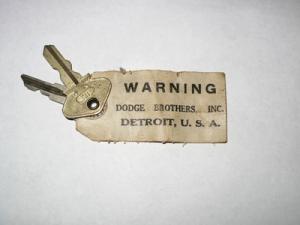 WARNING
DODGE BROTHERS, INC.
DETROIT, U. S. A.